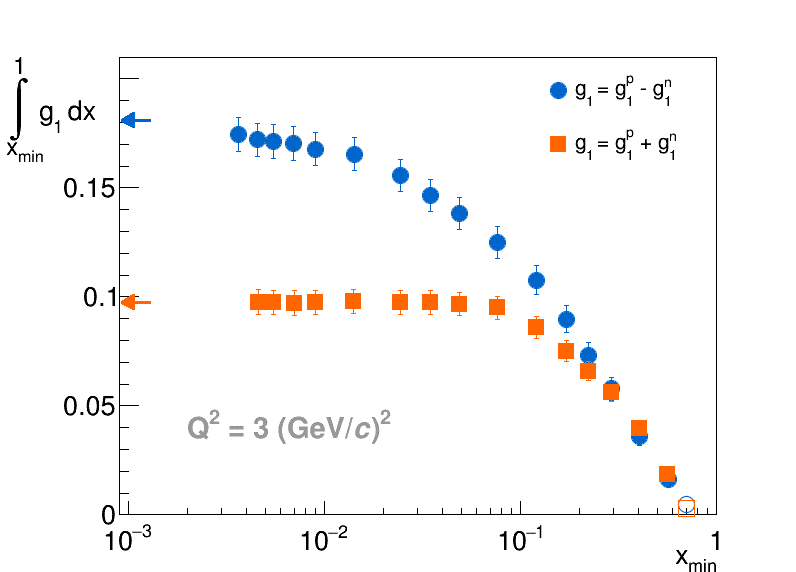 1
∫ g₁ dx
xmin
g₁ = g₁ᵖ - g₁ⁿ
g₁ = g₁ᵖ + g₁ⁿ
0.15
0.1
0.05
0
Q² = 3 (GeV/c)²
10⁻³ 10⁻² 10⁻¹ 1
xmin